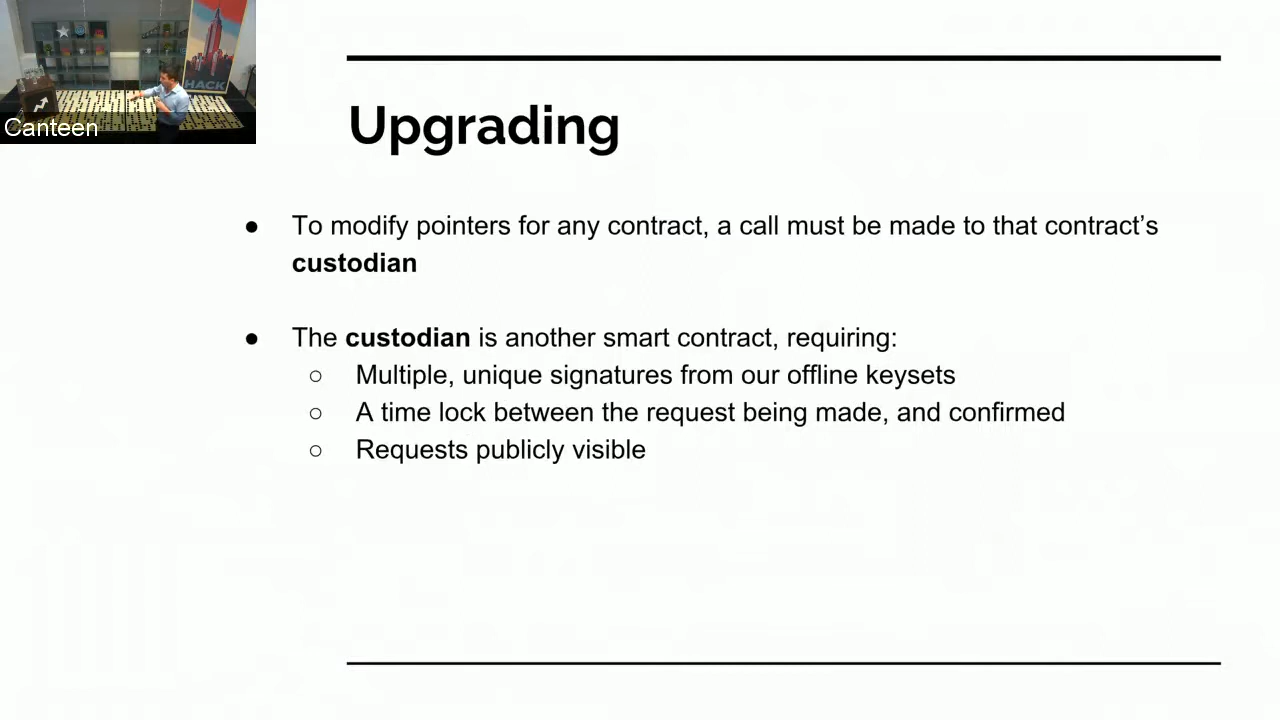 HACK
Canteen
Upgrading
● To modify pointers for any contract, a call must be made to that contract’s
custodian
● The custodian is another smart contract, requiring:
○ Multiple, unique signatures from our offline keysets
○ A time lock between the request being made, and confirmed
○ Requests publicly visible